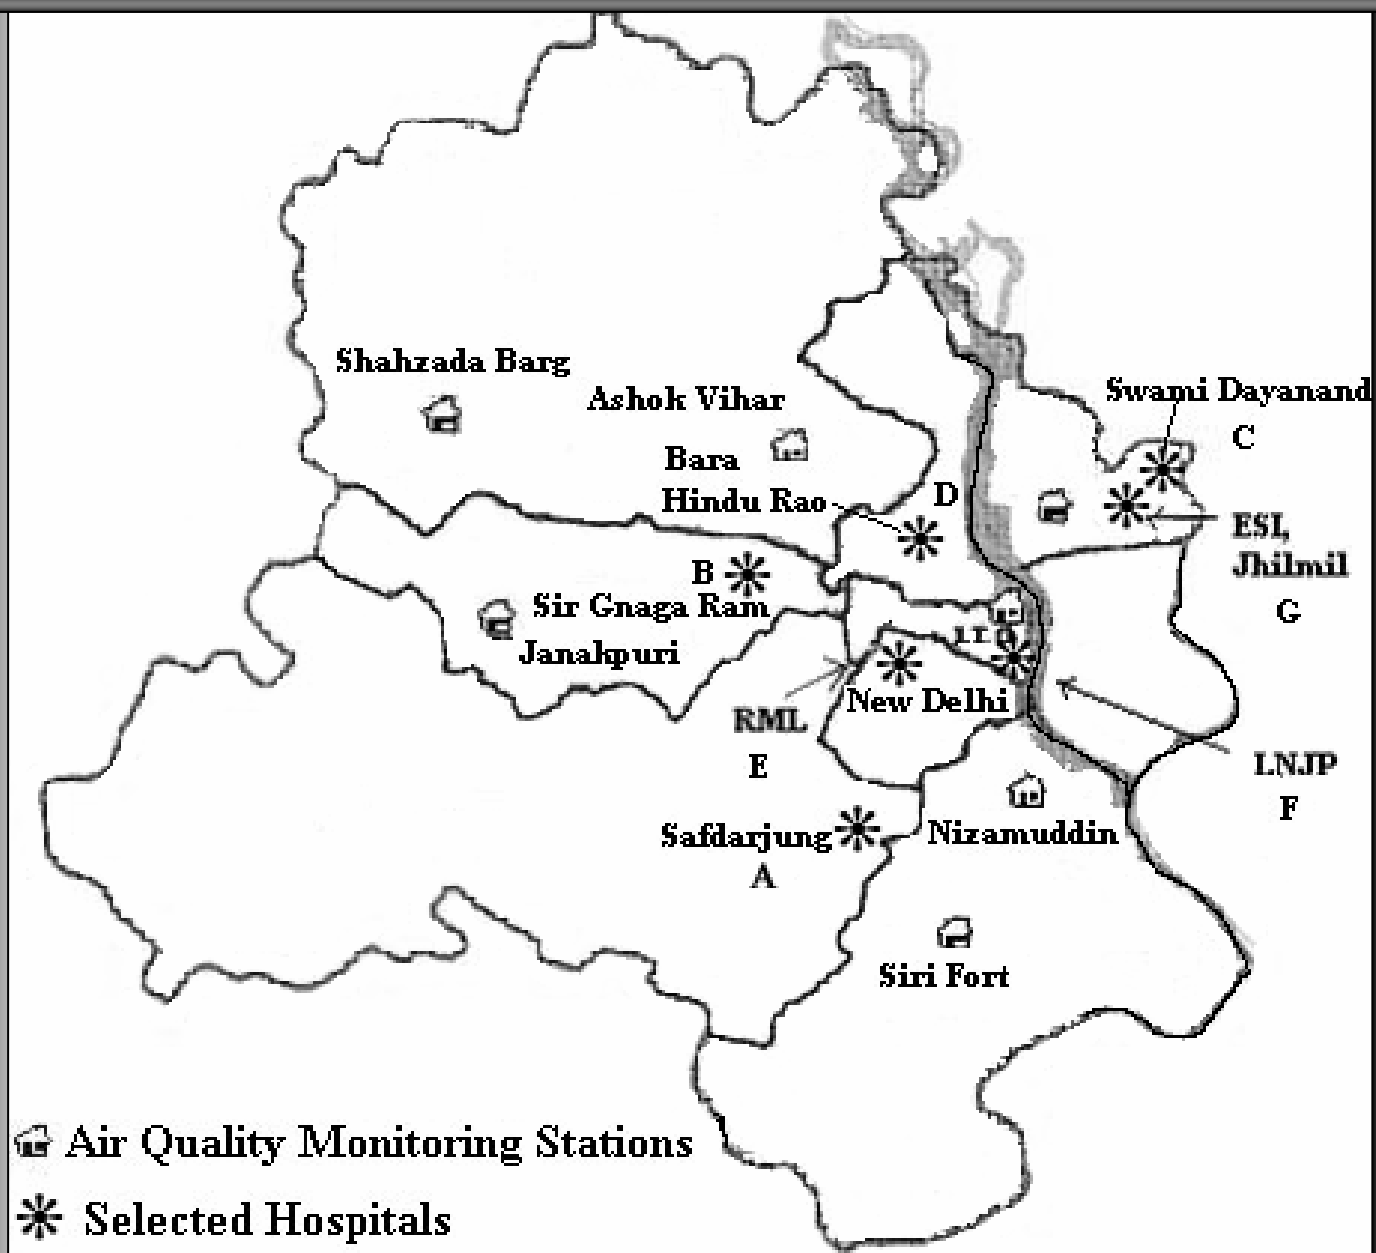 Shahzada Barg
Ashok Vihar
Swami Dayanand
C
Bara
Hindu Rao
D
ESI,
Jhilmil
G
B
Sir Gnaga Ram
Janakpuri
I.T.O
New Delhi
RML
E
LNJP
F
Safdarjung
A
Nizamuddin
Siri Fort
Air Quality Monitoring Stations
Selected Hospitals